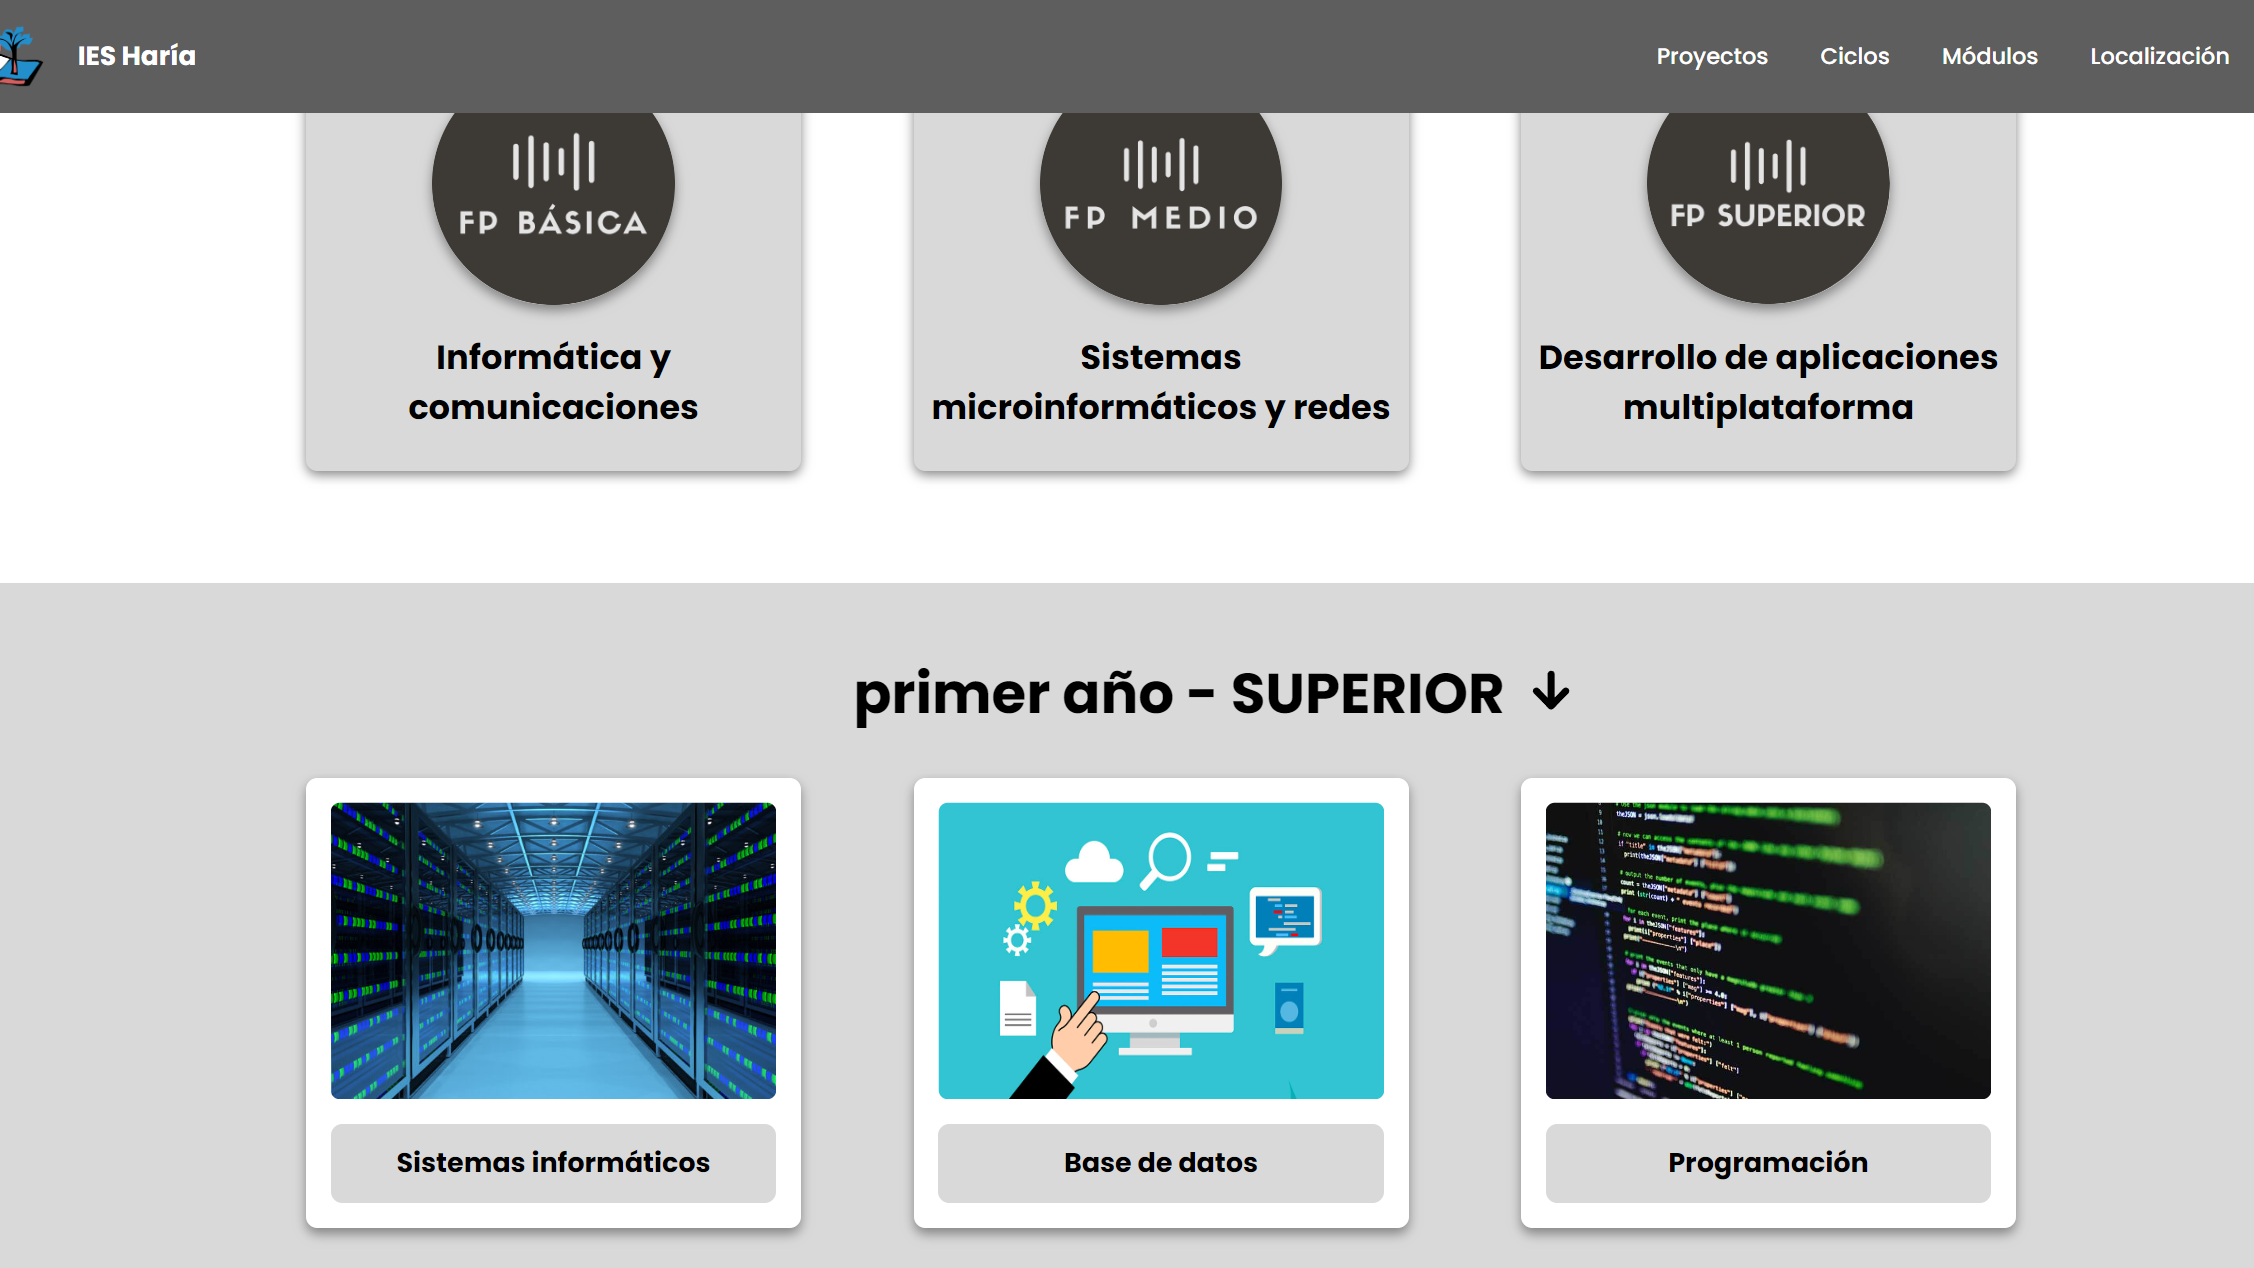 IES Haría
Proyectos
Ciclos
Módulos
Localización
FP BÁSICA
FP MEDIO
FP SUPERIOR
Informática y
comunicaciones
Sistemas
microinformáticos y redes
Desarrollo de aplicaciones
multiplataforma
primer año - SUPERIOR
Sistemas informáticos
Base de datos
Programación